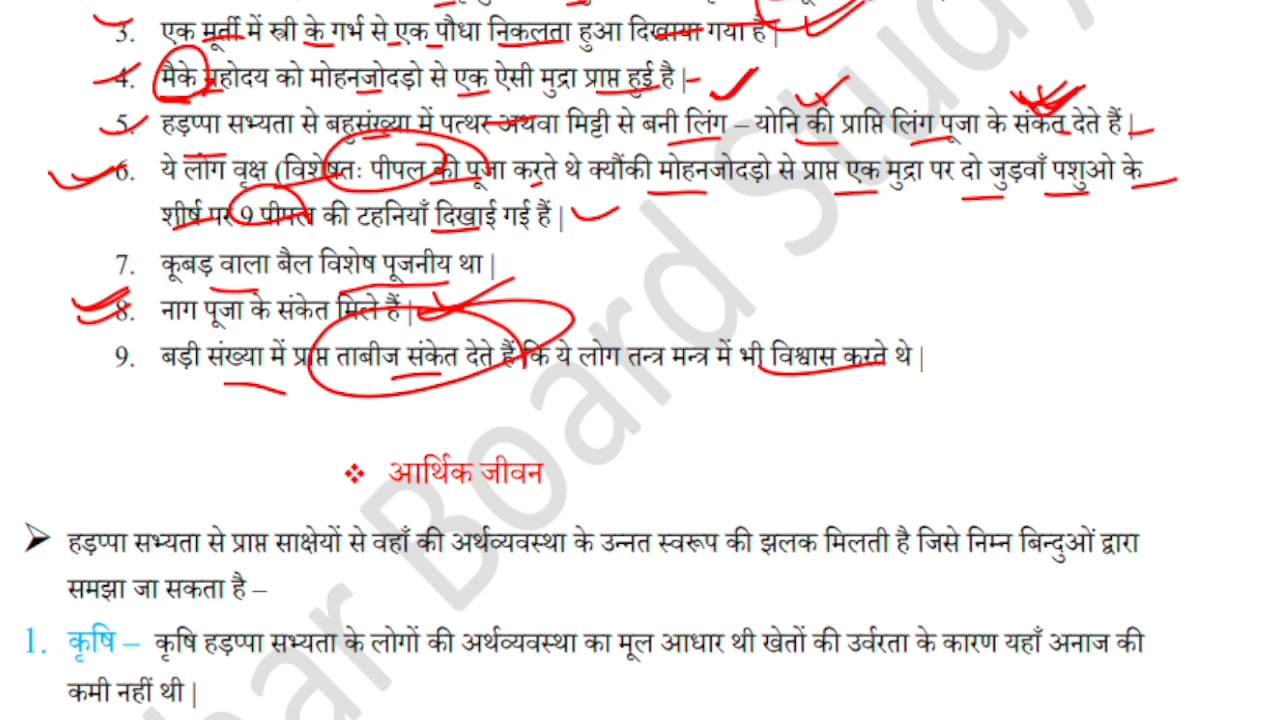 3. एक मूर्ती में स्त्री के गर्भ से एक पौधा निकलता हुआ दिखाया गया है |
4. मैके महोदय को मोहनजोदड़ो से एक ऐसी मुद्रा प्राप्त हुई है |
5. हड़प्पा सभ्यता से बहुसंख्या में पत्थर अथवा मिट्टी से बनी लिंग – योनि की प्राप्ति लिंग पूजा के संकेत देते हैं |
6. ये लोग वृक्ष (विशेषतः पीपल की पूजा करते थे क्यौंकी मोहनजोदड़ो से प्राप्त एक मुद्रा पर दो जुड़वाँ पशुओ के
शीर्ष पर 9 पीपल की टहनियाँ दिखाई गई हैं |
7. कूबड़ वाला बैल विशेष पूजनीय था |
8. नाग पूजा के संकेत मिले हैं |
9. बड़ी संख्या में प्राप्त ताबीज संकेत देते हैं कि ये लोग तन्त्र मन्त्र में भी विश्वास करते थे |
❖ आर्थिक जीवन
➢ हड़प्पा सभ्यता से प्राप्त साक्षेयों से वहाँ की अर्थव्यवस्था के उन्नत स्वरूप की झलक मिलती है जिसे निम्न बिन्दुओं द्वारा
समझा जा सकता है –
1. कृषि – कृषि हड़प्पा सभ्यता के लोगों की अर्थव्यवस्था का मूल आधार थी खेतों की उर्वरता के कारण यहाँ अनाज की
कमी नहीं थी |
Board Study